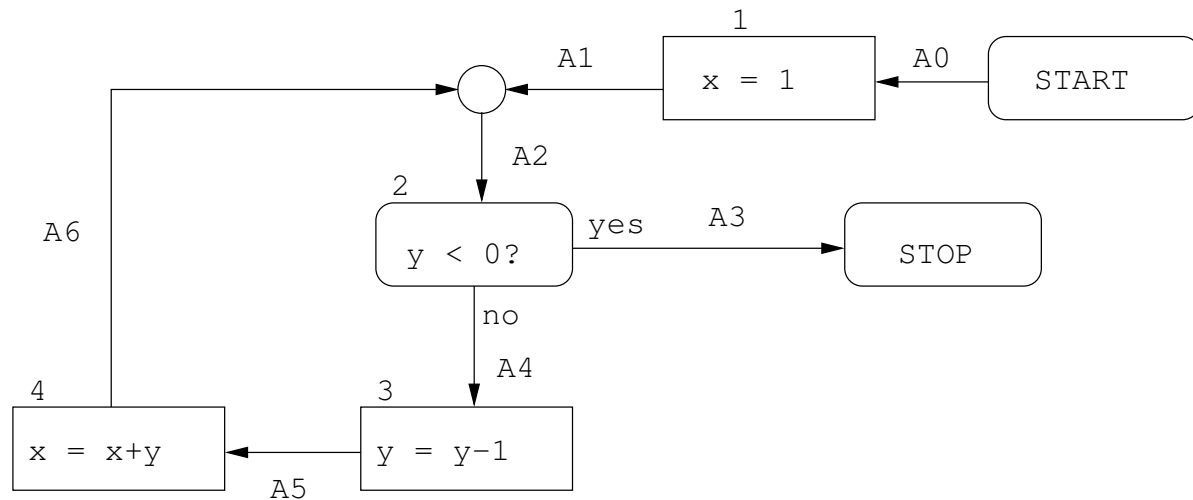 1
A1
A0
x = 1
START
A2
2
yes
A3
A6
y < 0?
STOP
no
A4
4
3
x = x+y
y = y-1
A5